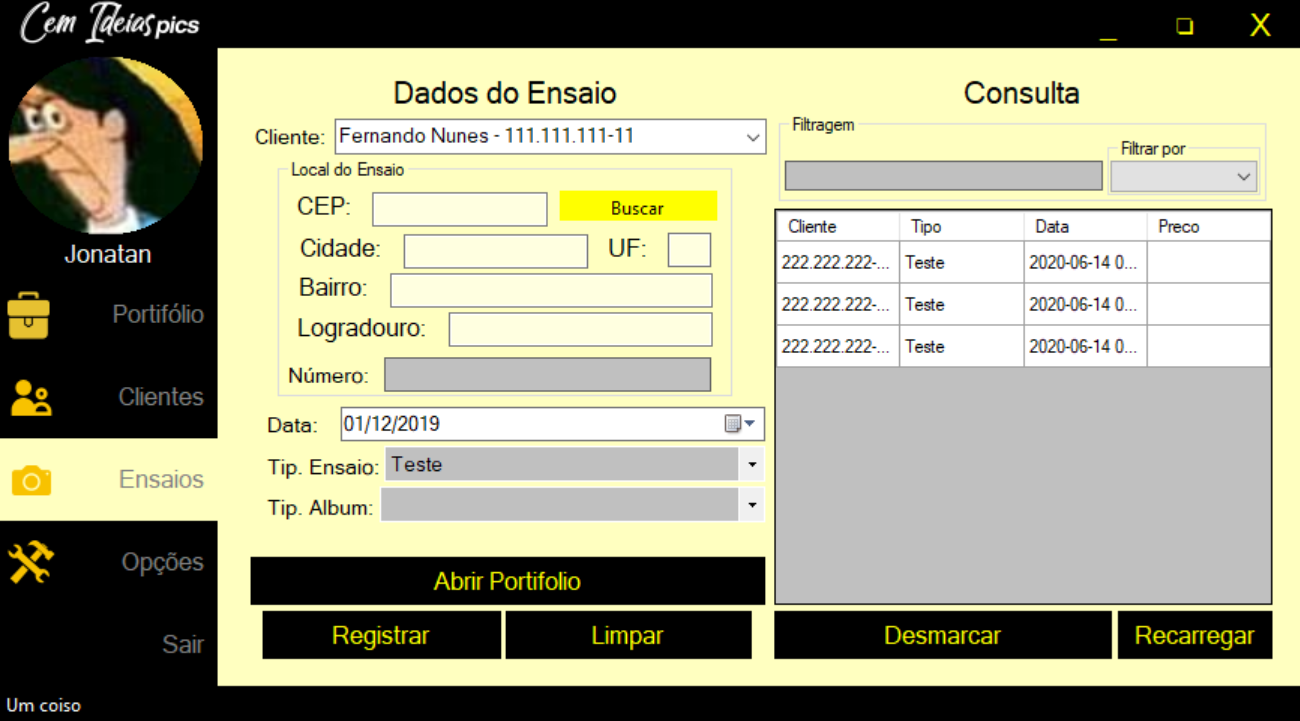 Cem Ideias pics
_ X
Jonatan
Portifólio
Clientes
Ensaios
Opções
Sair
Um coiso
Dados do Ensaio
Cliente: Fernando Nunes - 111.111.111-11
Local do Ensaio
CEP: Buscar
Cidade: UF:
Bairro:
Logradouro:
Número:
Data: 01/12/2019
Tip. Ensaio: Teste
Tip. Album:
Abrir Portifolio
Registrar Limpar
Consulta
Filtragem
Filtrar por
Cliente Tipo Data Preco
222.222.222-... Teste 2020-06-14 0...
222.222.222-... Teste 2020-06-14 0...
222.222.222-... Teste 2020-06-14 0...
Desmarcar Recarregar